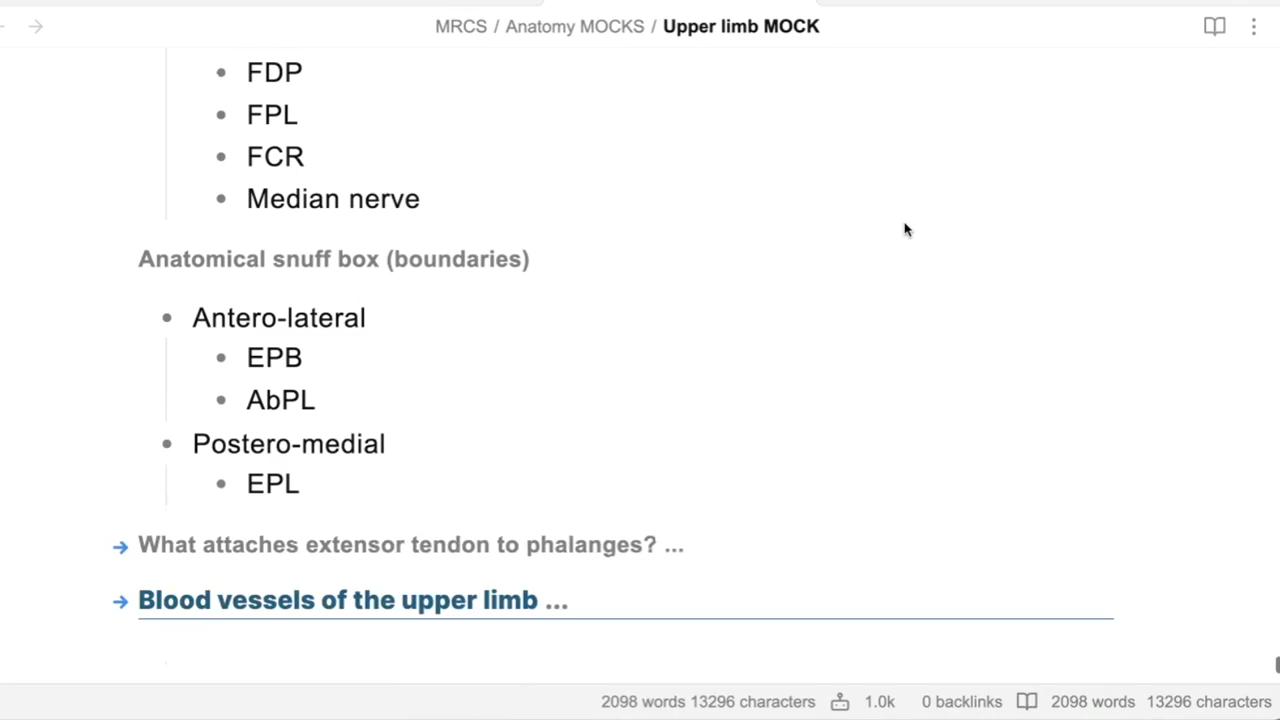 MRCS / Anatomy MOCKS / Upper limb MOCK
FDP
FPL
FCR
Median nerve
Anatomical snuff box (boundaries)
Antero-lateral
EPB
AbPL
Postero-medial
EPL
What attaches extensor tendon to phalanges? ...
Blood vessels of the upper limb ...
2098 words 13296 characters 1.0k 0 backlinks 2098 words 13296 characters